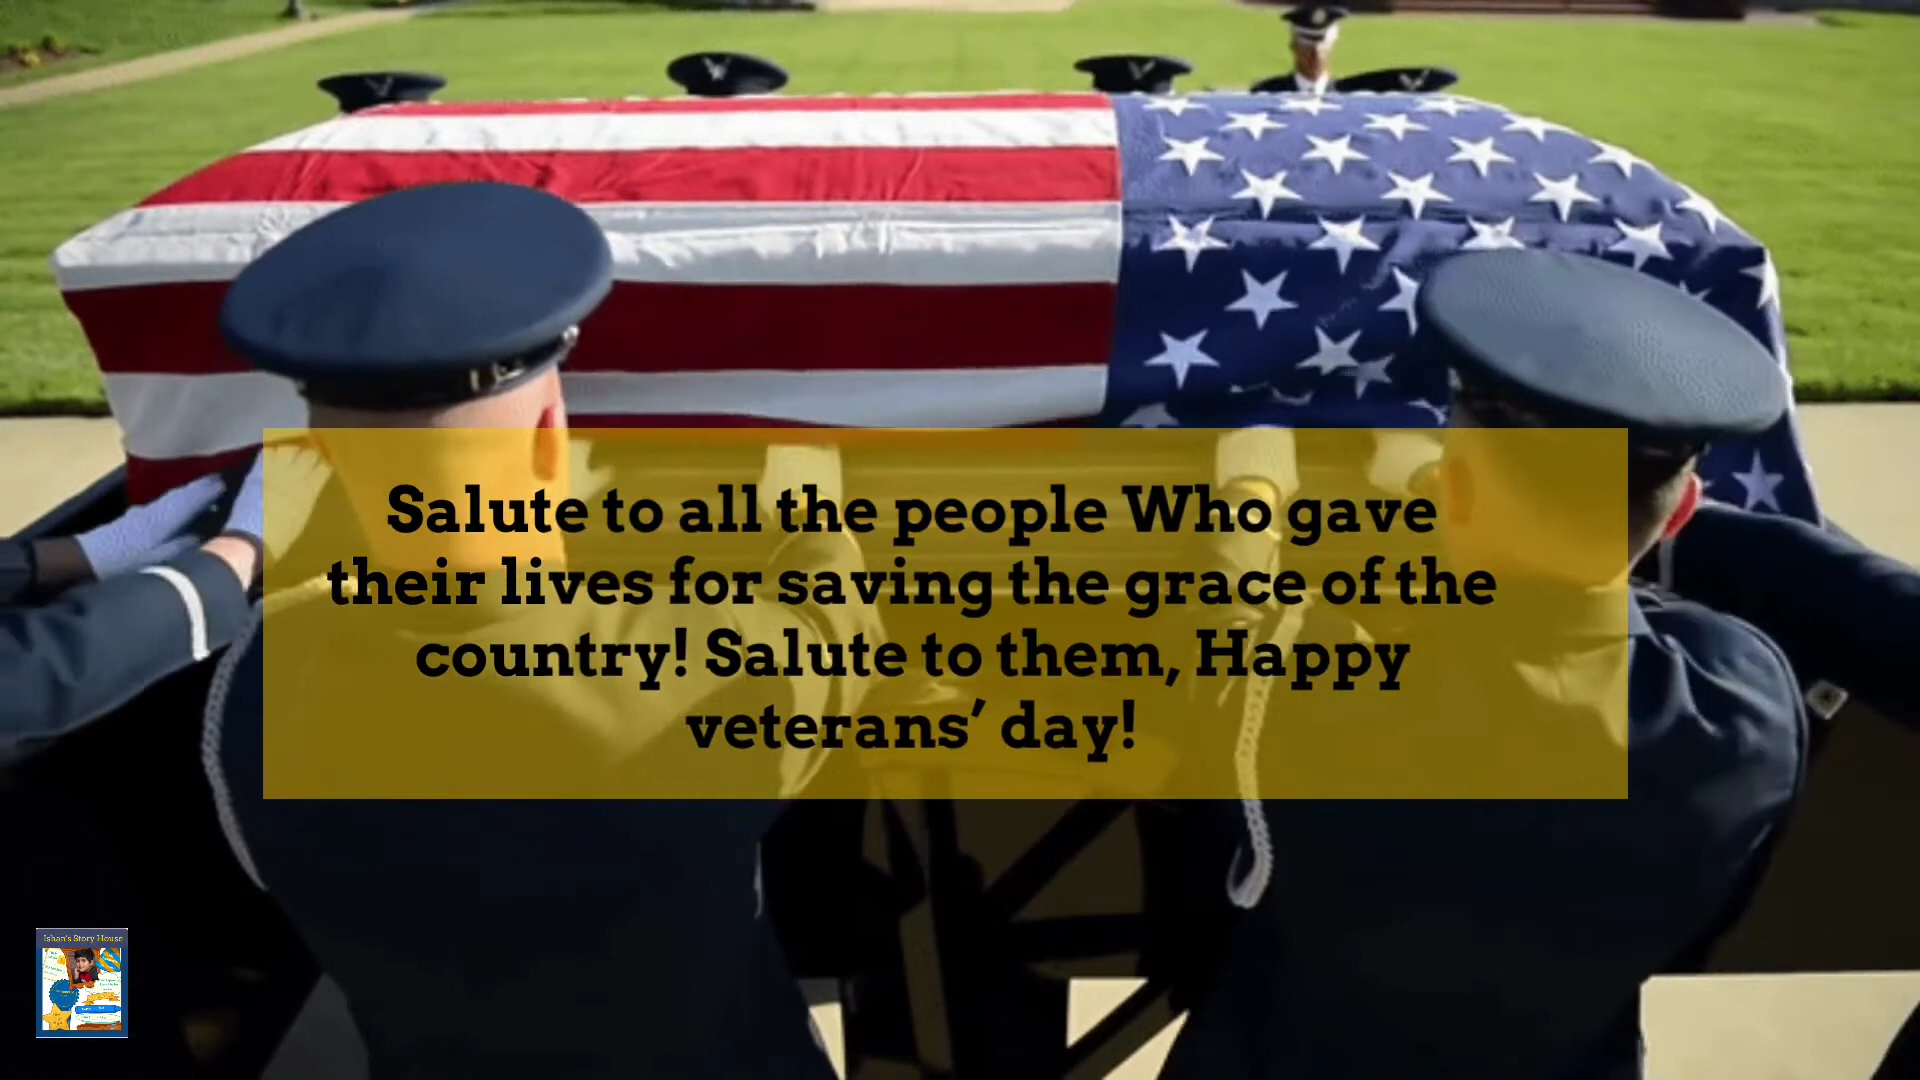 Salute to all the people Who gave
their lives for saving the grace of the
country! Salute to them, Happy
veterans’ day!
Ishan's Story House